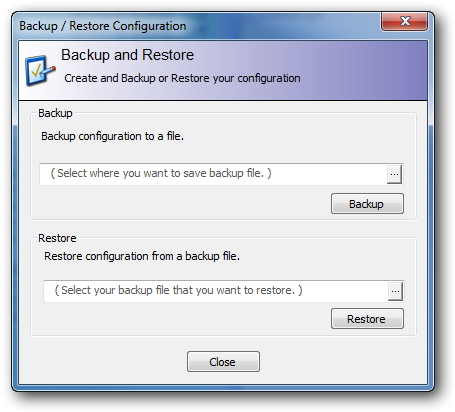 Backup / Restore Configuration
Backup and Restore
Create and Backup or Restore your configuration
Backup
Backup configuration to a file.
( Select where you want to save backup file. )
...
Backup
Restore
Restore configuration from a backup file.
( Select your backup file that you want to restore. )
...
Restore
Close